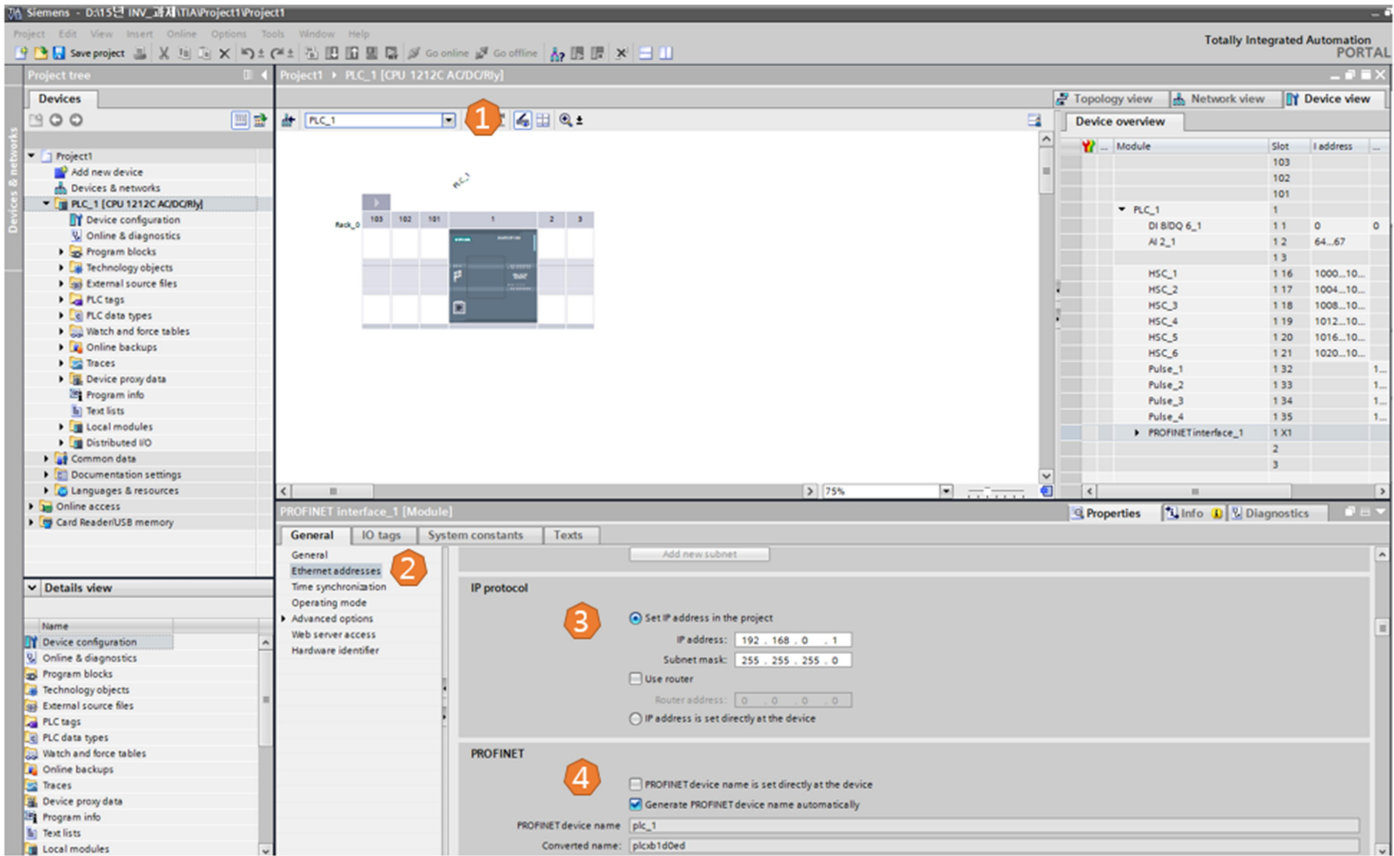 Siemens - D:\15년 INV_과제\TIA\Project1\Project1
Project Edit View Insert Online Options Tools Window Help
Save project Go online Go offline
Totally Integrated Automation
PORTAL
Project tree
Project1 PLC_1 [CPU 1212C AC/DC/Rly]
Devices
Topology view Network view Device view
PLC_1 1
Device overview
Devices & networks
... Module Slot I address ...
103
102
101
PLC_1 1
DI 8/DQ 6_1 1 1 0 0
AI 2_1 1 2 64...67
1 3
HSC_1 1 16 1000...10...
HSC_2 1 17 1004...10...
HSC_3 1 18 1008...10...
HSC_4 1 19 1012...10...
HSC_5 1 20 1016...10...
HSC_6 1 21 1020...10...
Pulse_1 1 32 1...
Pulse_2 1 33 1...
Pulse_3 1 34 1...
Pulse_4 1 35 1...
PROFINET interface_1 1 X1
2
3
Project1
Add new device
Devices & networks
PLC_1 [CPU 1212C AC/DC/Rly]
Device configuration
Online & diagnostics
Program blocks
Technology objects
External source files
PLC tags
PLC data types
Watch and force tables
Online backups
Traces
Device proxy data
Program info
Text lists
Local modules
Distributed I/O
Common data
Documentation settings
Languages & resources
Online access
Card Reader/USB memory
PLC_1
Rack_0 103 102 101 1 2 3
SIEMENS
75%
PROFINET interface_1 [Module]
Properties Info Diagnostics
General IO tags System constants Texts
General
Ethernet addresses 2
Time synchronization
Operating mode
Advanced options
Web server access
Hardware identifier
Add new subnet
IP protocol
3 Set IP address in the project
IP address: 192 . 168 . 0 . 1
Subnet mask: 255 . 255 . 255 . 0
Use router
Router address: 0 . 0 . 0 . 0
IP address is set directly at the device
PROFINET
4 PROFINET device name is set directly at the device
Generate PROFINET device name automatically
PROFINET device name plc_1
Converted name: plcxb1d0ed
Details view
Name
Device configuration
Online & diagnostics
Program blocks
Technology objects
External source files
PLC tags
PLC data types
Watch and force tables
Online backups
Traces
Device proxy data
Program info
Text lists
Local modules